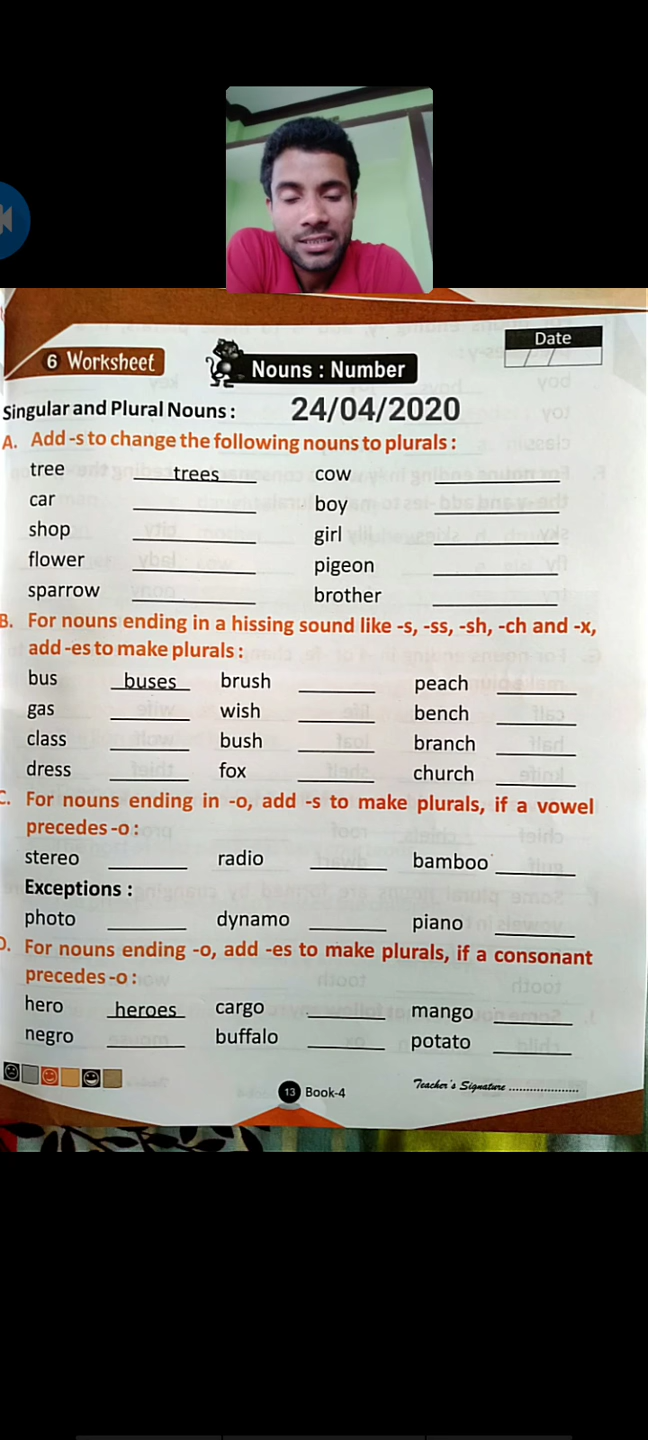 6 Worksheet
Nouns : Number
Date
/ /
Singular and Plural Nouns : 24/04/2020
A. Add -s to change the following nouns to plurals :
tree trees cow
car boy
shop girl
flower pigeon
sparrow brother
B. For nouns ending in a hissing sound like -s, -ss, -sh, -ch and -x,
add -es to make plurals :
bus buses brush peach
gas wish bench
class bush branch
dress fox church
C. For nouns ending in -o, add -s to make plurals, if a vowel
precedes -o :
stereo radio bamboo
Exceptions :
photo dynamo piano
D. For nouns ending -o, add -es to make plurals, if a consonant
precedes -o :
hero heroes cargo mango
negro buffalo potato
13 Book-4
Teacher's Signature ....................